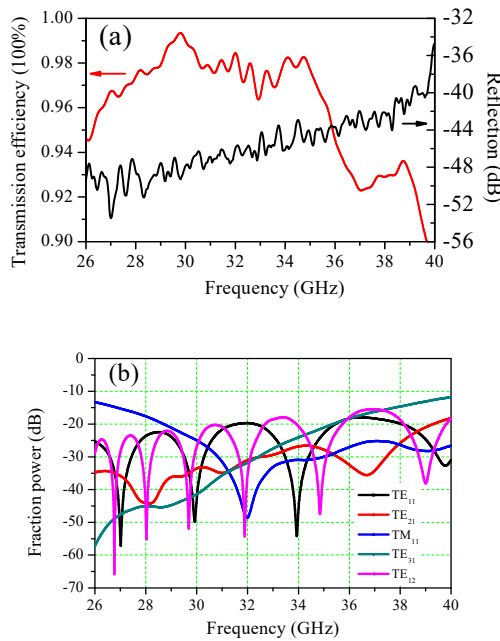 (a)
Transmission efficiency (100%)
1.00
0.98
0.96
0.94
0.92
0.90
-32
-36
-40
-44
-48
-52
-56
Reflection (dB)
26 28 30 32 34 36 38 40
Frequency (GHz)
(b)
Fraction power (dB)
0
-10
-20
-30
-40
-50
-60
-70
TE₁₁
TE₂₁
TM₁₁
TE₃₁
TE₁₂
26 28 30 32 34 36 38 40
Frequency (GHz)